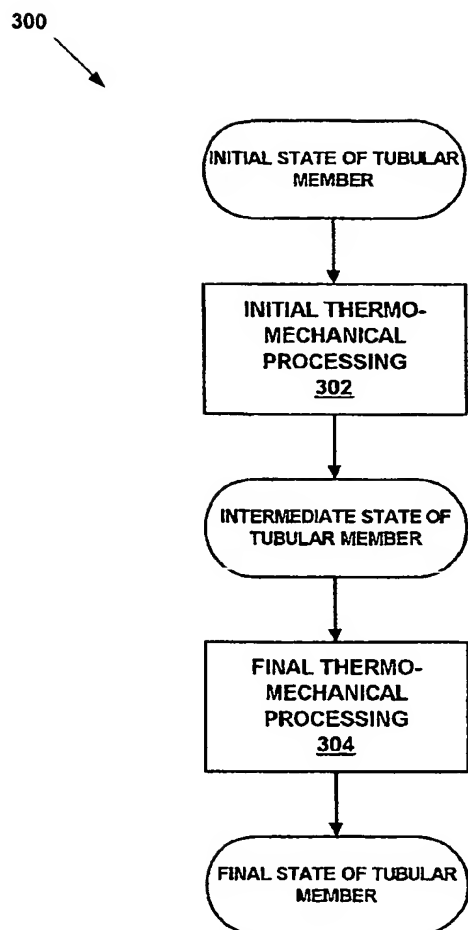 300
INITIAL STATE OF TUBULAR
MEMBER
INITIAL THERMO-
MECHANICAL
PROCESSING
302
INTERMEDIATE STATE OF
TUBULAR MEMBER
FINAL THERMO-
MECHANICAL
PROCESSING
304
FINAL STATE OF TUBULAR
MEMBER